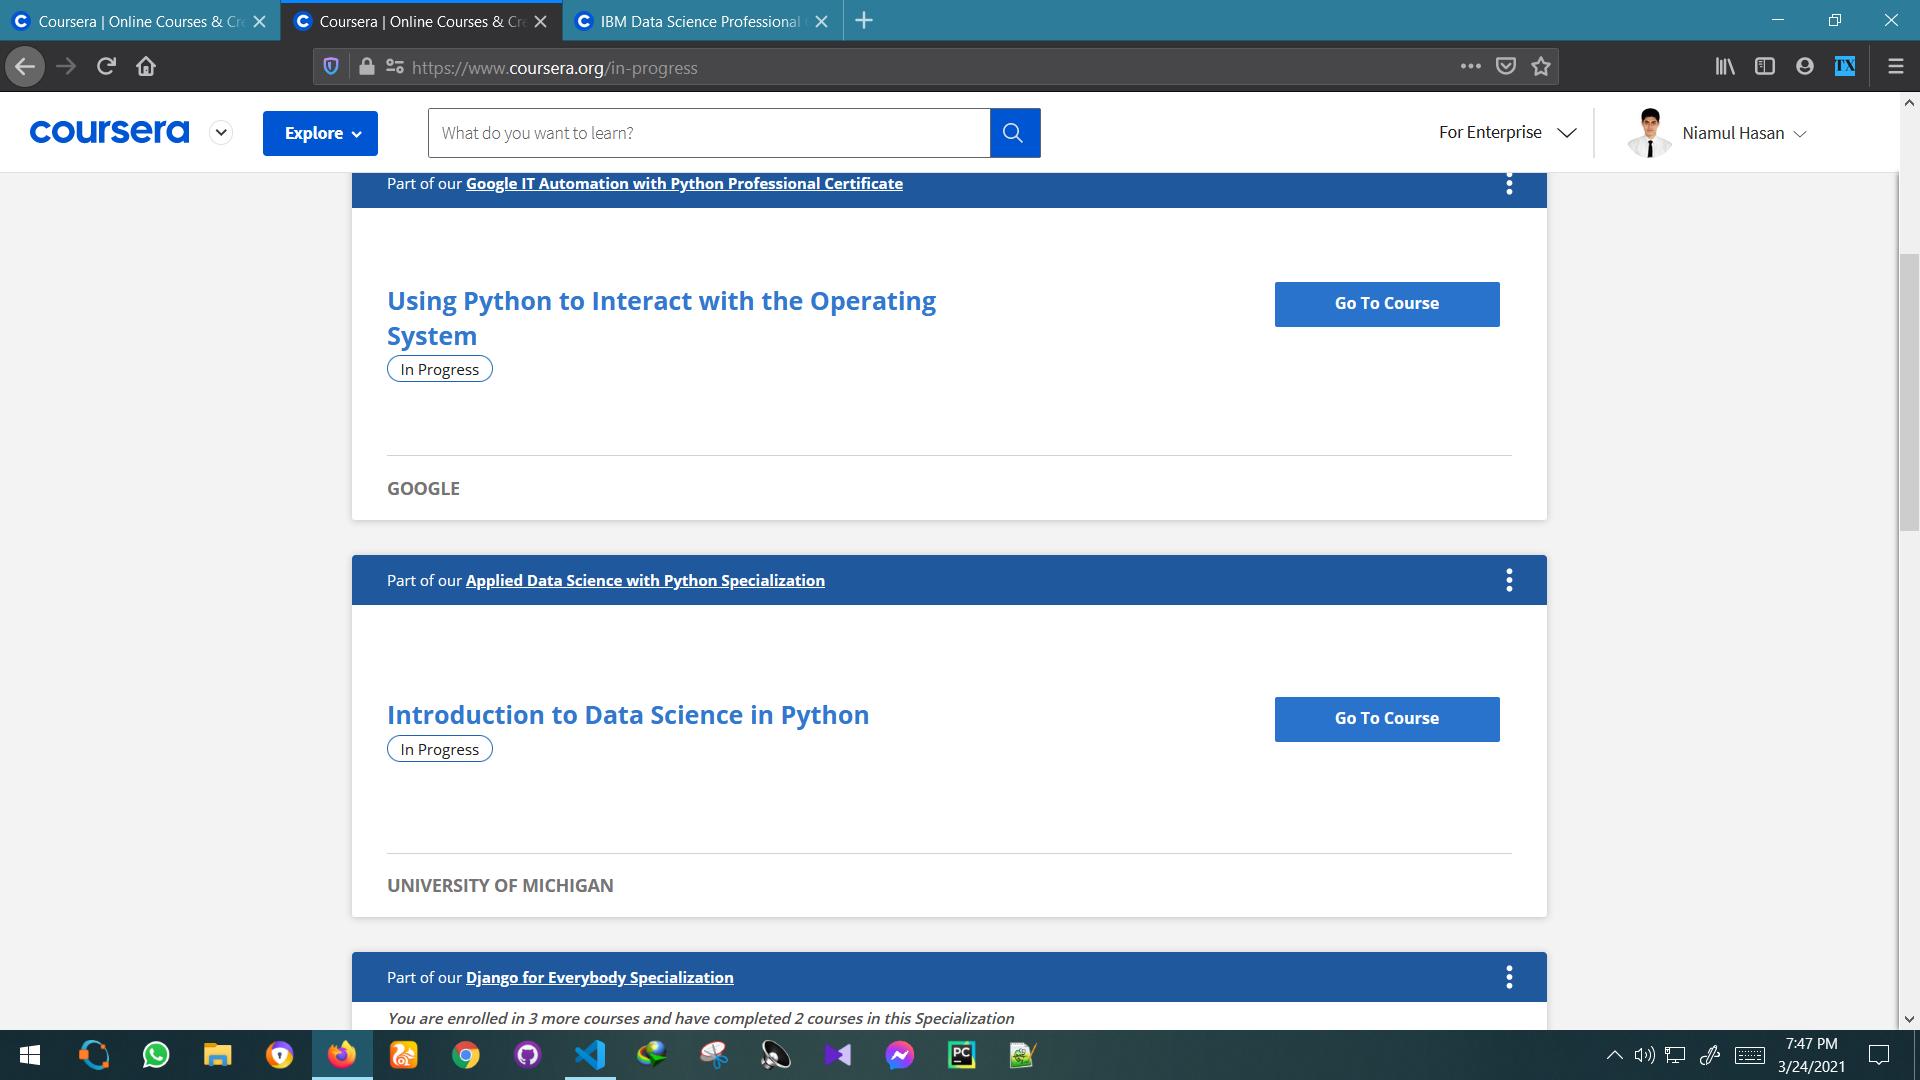 Coursera | Online Courses & Cre
Coursera | Online Courses & Cre
IBM Data Science Professional
https://www.coursera.org/in-progress
TX
coursera
Explore
What do you want to learn?
For Enterprise
Niamul Hasan
Part of our Google IT Automation with Python Professional Certificate
Using Python to Interact with the Operating
System
Go To Course
In Progress
GOOGLE
Part of our Applied Data Science with Python Specialization
Introduction to Data Science in Python
Go To Course
In Progress
UNIVERSITY OF MICHIGAN
Part of our Django for Everybody Specialization
You are enrolled in 3 more courses and have completed 2 courses in this Specialization
PC
7:47 PM
3/24/2021